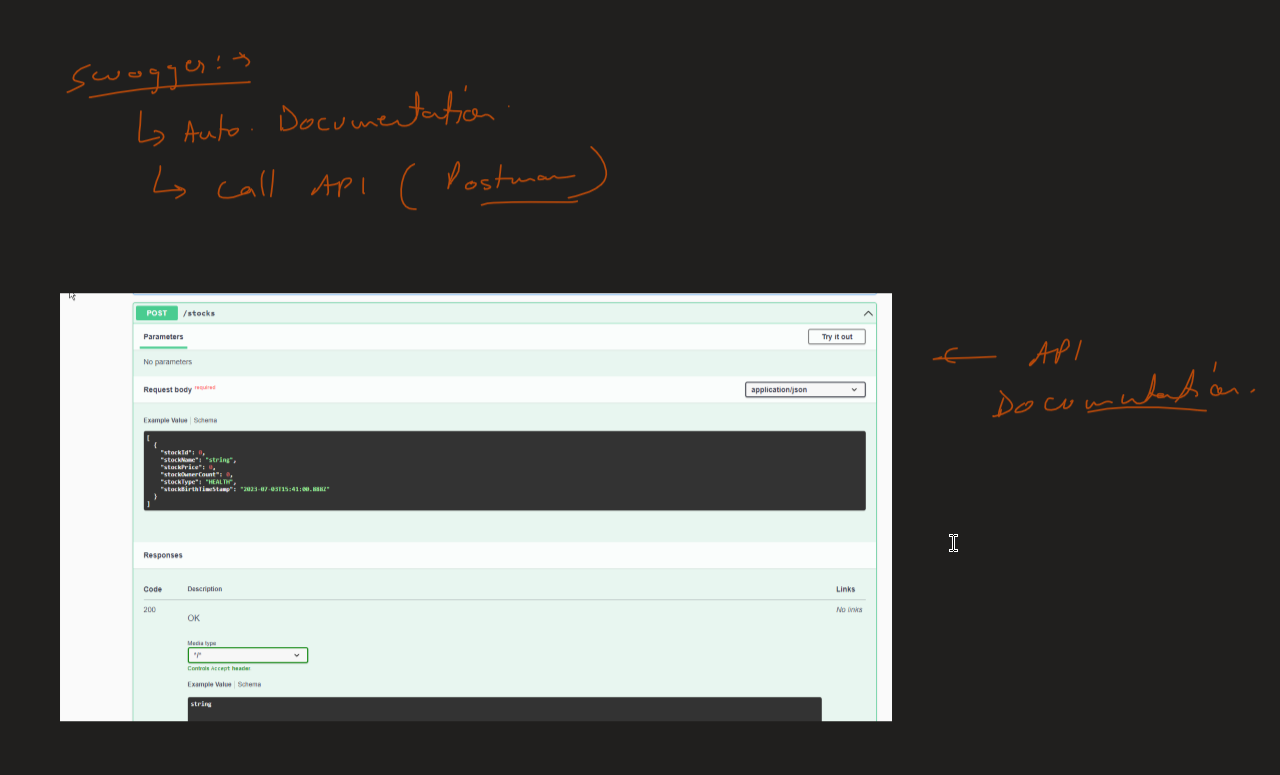 Swagger :→
↳ Auto. Documentation.
↳ Call API ( Postman )
POST /stocks
Parameters
Try it out
No parameters
Request body required
application/json
Example Value | Schema
[
{
"stockId": 0,
"stockName": "string",
"stockPrice": 0,
"stockOwnerCount": 0,
"stockType": "HEALTH",
"stockBirthTimeStamp": "2023-07-03T15:41:00.888Z"
}
]
Responses
Code Description Links
200 OK No links
Media type
*/*
Controls Accept header.
Example Value | Schema
string
← API
Documentation.